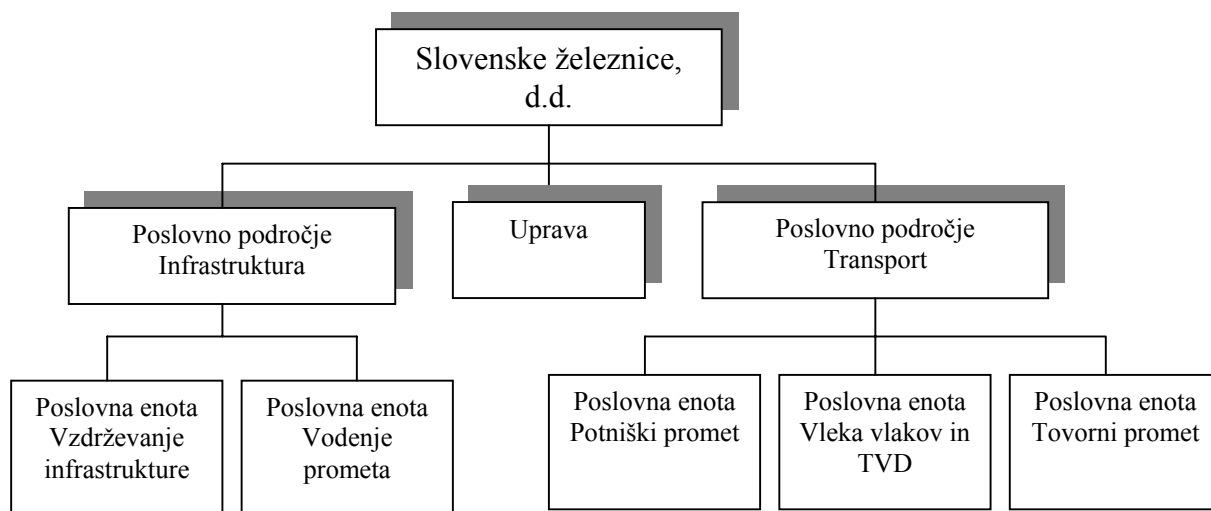 Slovenske železnice,
d.d.
Poslovno področje
Infrastruktura
Uprava
Poslovno področje
Transport
Poslovna enota
Vzdrževanje
infrastrukture
Poslovna enota
Vodenje
prometa
Poslovna enota
Potniški promet
Poslovna enota
Vleka vlakov in
TVD
Poslovna enota
Tovorni promet